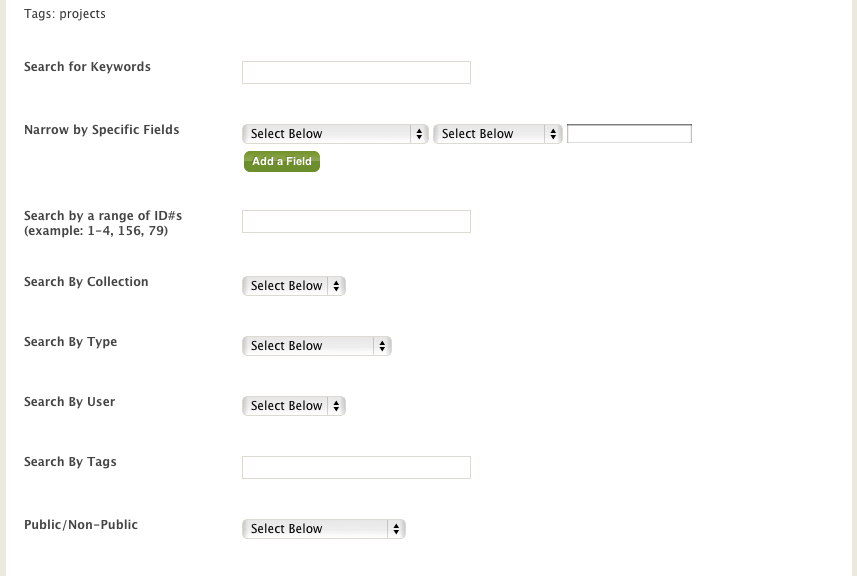 Tags: projects
Search for Keywords
Narrow by Specific Fields
Select Below Select Below
Add a Field
Search by a range of ID#s
(example: 1-4, 156, 79)
Search By Collection
Select Below
Search By Type
Select Below
Search By User
Select Below
Search By Tags
Public/Non-Public
Select Below